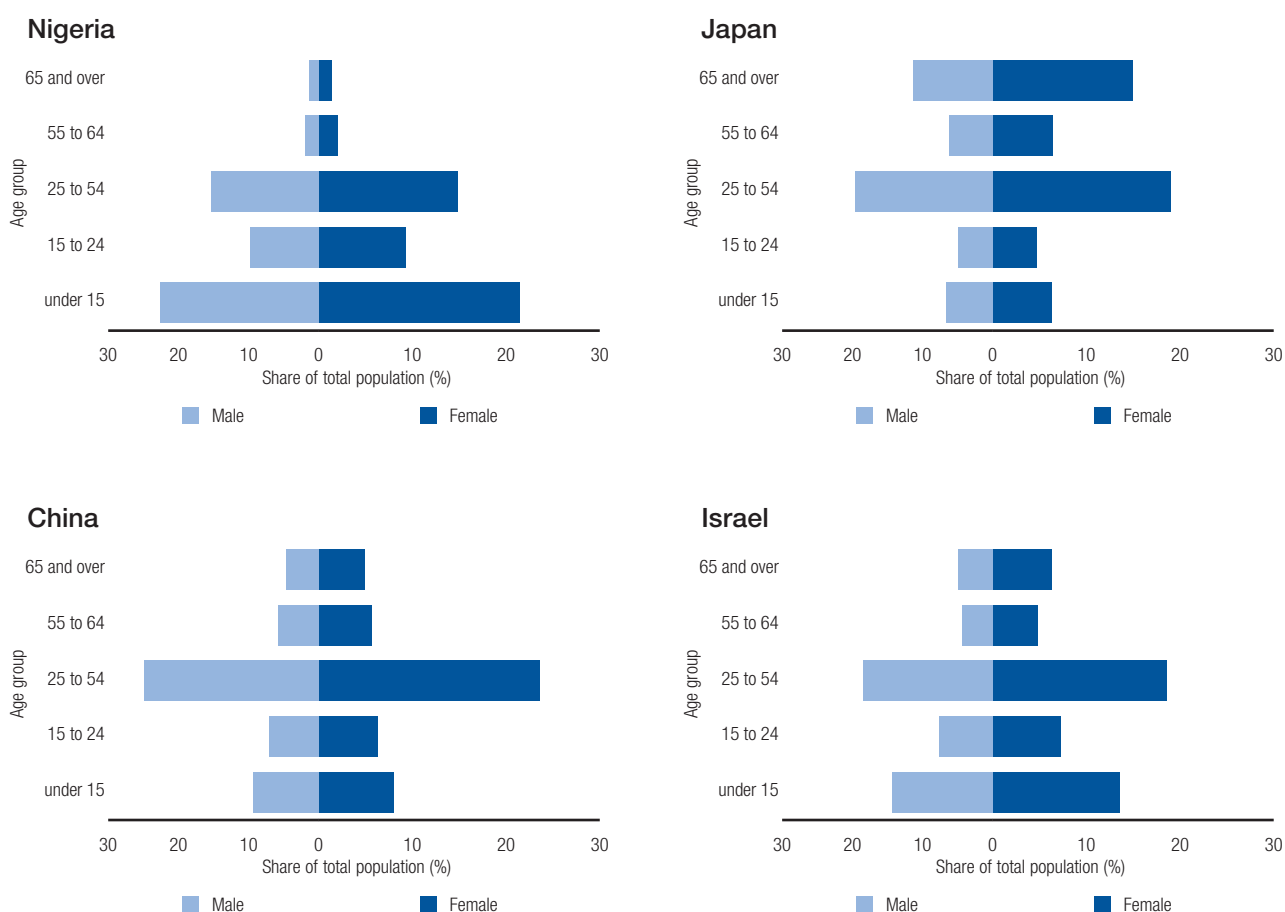 Nigeria
65 and over
55 to 64
25 to 54
15 to 24
under 15
Age group
30 20 10 0 10 20 30
Share of total population (%)
Male Female
Japan
65 and over
55 to 64
25 to 54
15 to 24
under 15
Age group
30 20 10 0 10 20 30
Share of total population (%)
Male Female
China
65 and over
55 to 64
25 to 54
15 to 24
under 15
Age group
30 20 10 0 10 20 30
Share of total population (%)
Male Female
Israel
65 and over
55 to 64
25 to 54
15 to 24
under 15
Age group
30 20 10 0 10 20 30
Share of total population (%)
Male Female